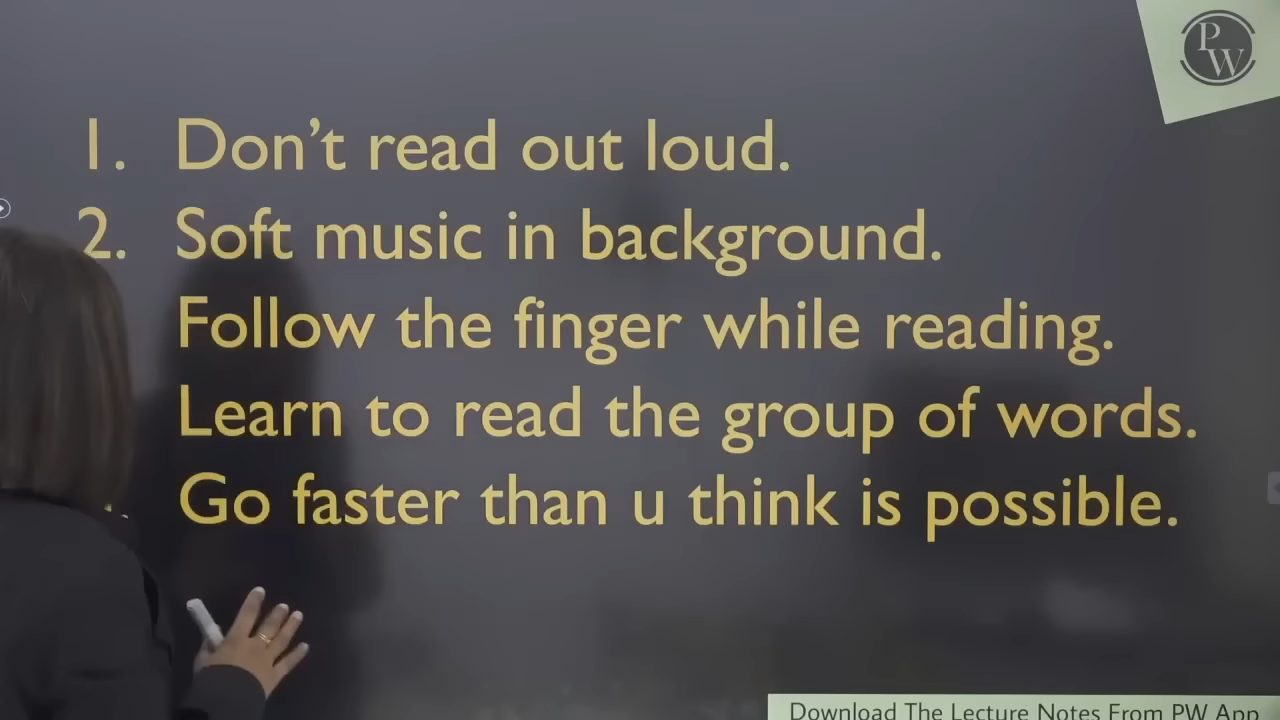 PW
1. Don't read out loud.
2. Soft music in background.
Follow the finger while reading.
Learn to read the group of words.
Go faster than u think is possible.
Download The Lecture Notes From PW App